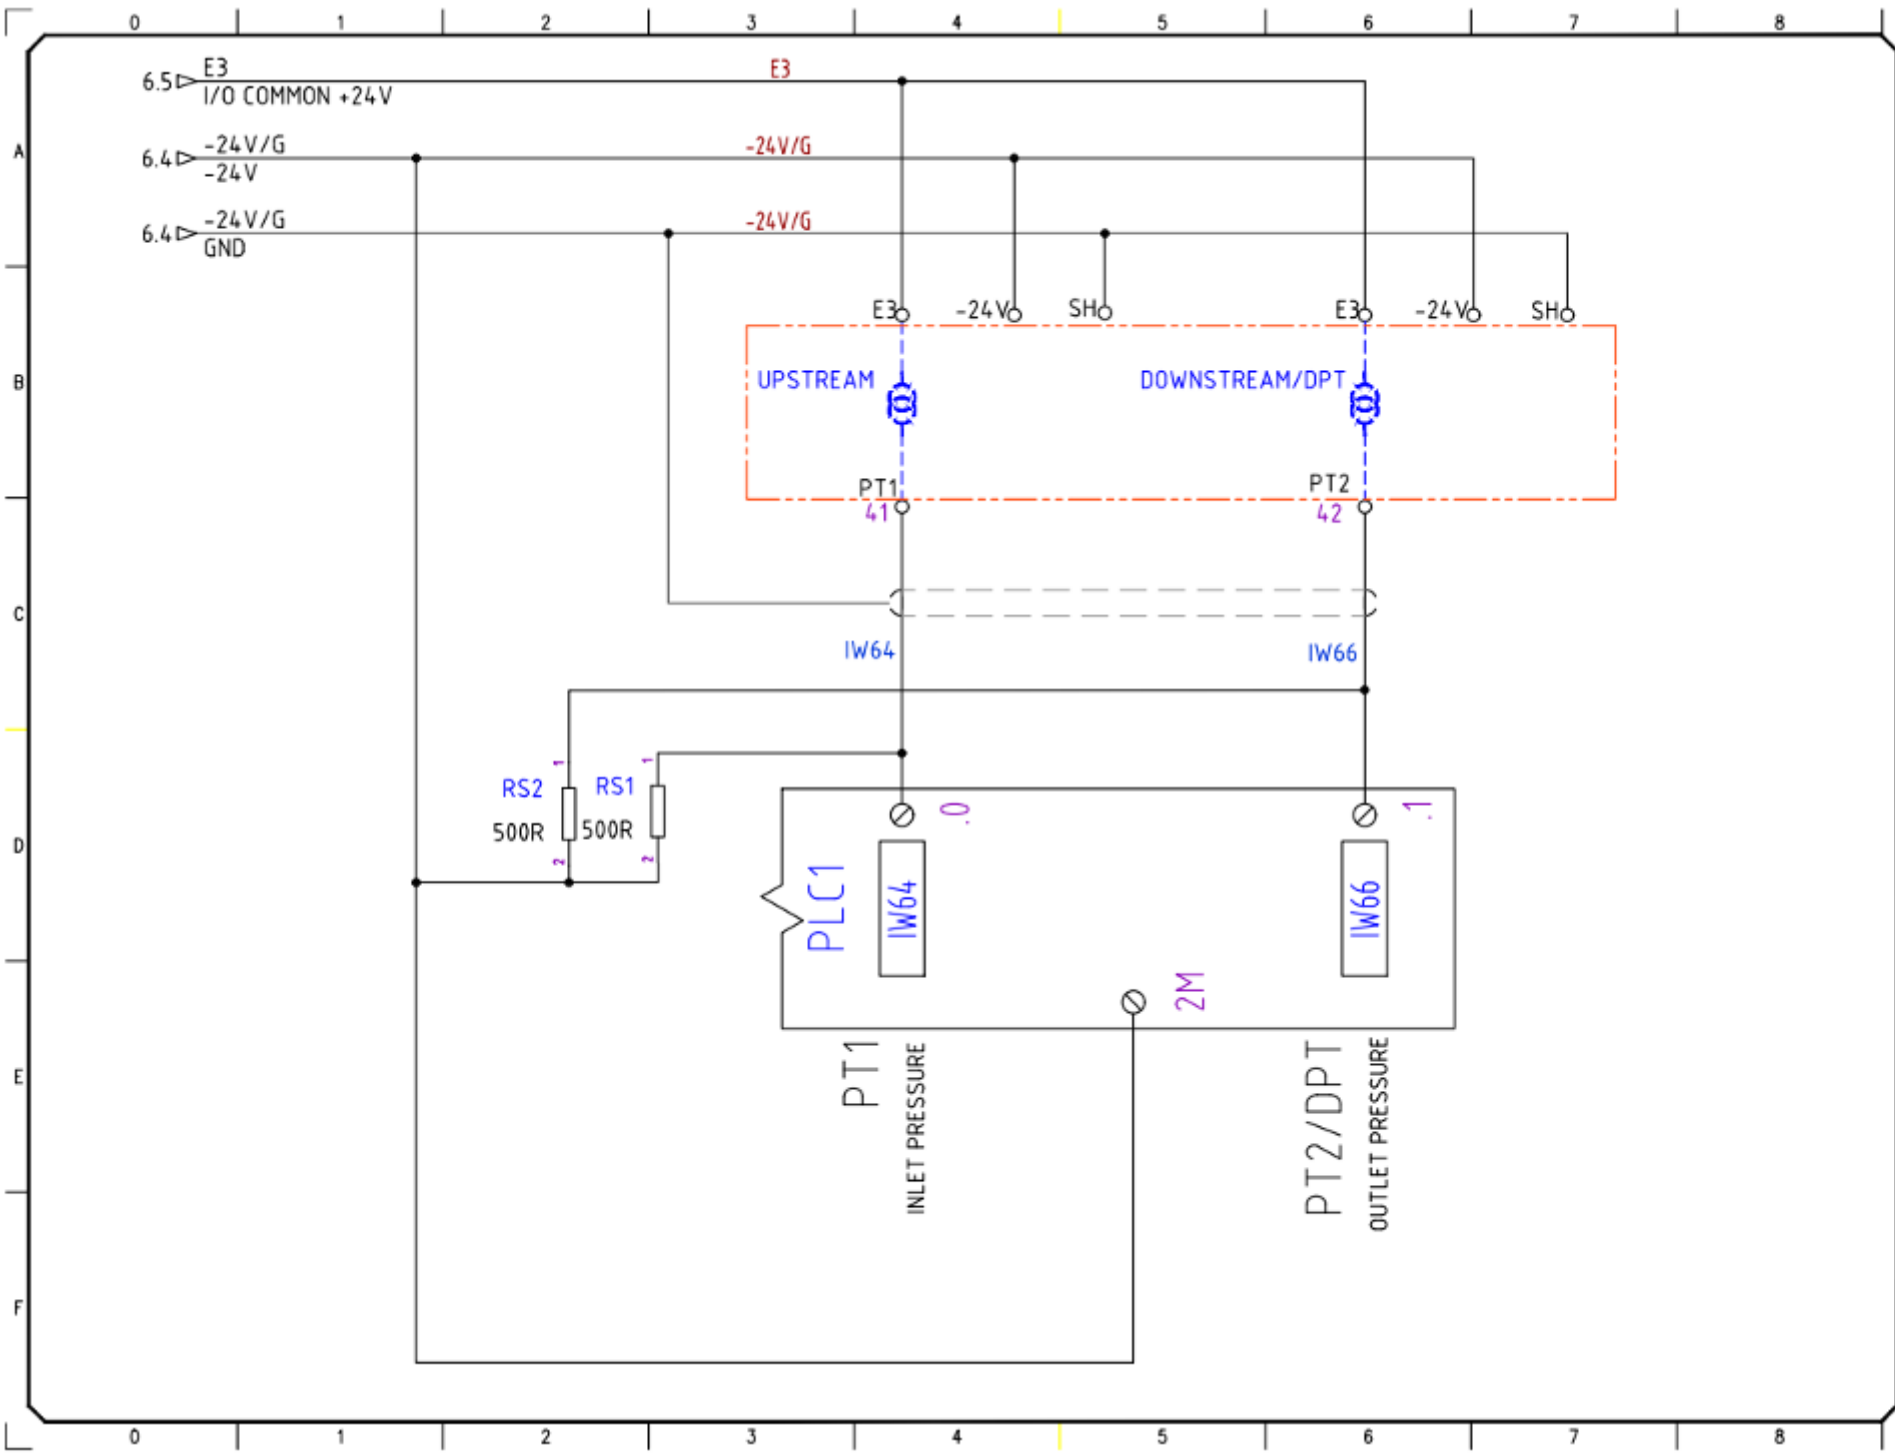 0 1 2 3 4 5 6 7 8
6.5 E3 E3
I/O COMMON +24V
A
6.4 -24V/G -24V/G
-24V
6.4 -24V/G -24V/G
GND
E3 -24V SH E3 -24V SH
B
UPSTREAM DOWNSTREAM/DPT
PT1 PT2
41 42
C
IW64 IW66
1 1
RS2 RS1
500R 500R
2 2
.0 .1
D
PLC1 IW64 IW66
2M
E
PT1 INLET PRESSURE
PT2/DPT OUTLET PRESSURE
F
0 1 2 3 4 5 6 7 8